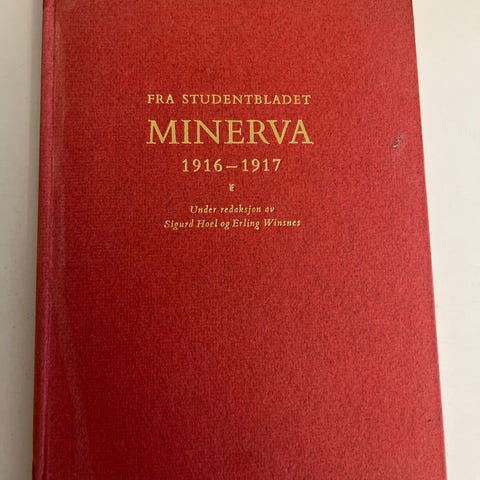 FRA STUDENTBLADET
MINERVA
1916–1917
Under redaksjon av
Sigurd Hoel og Erling Winsnes